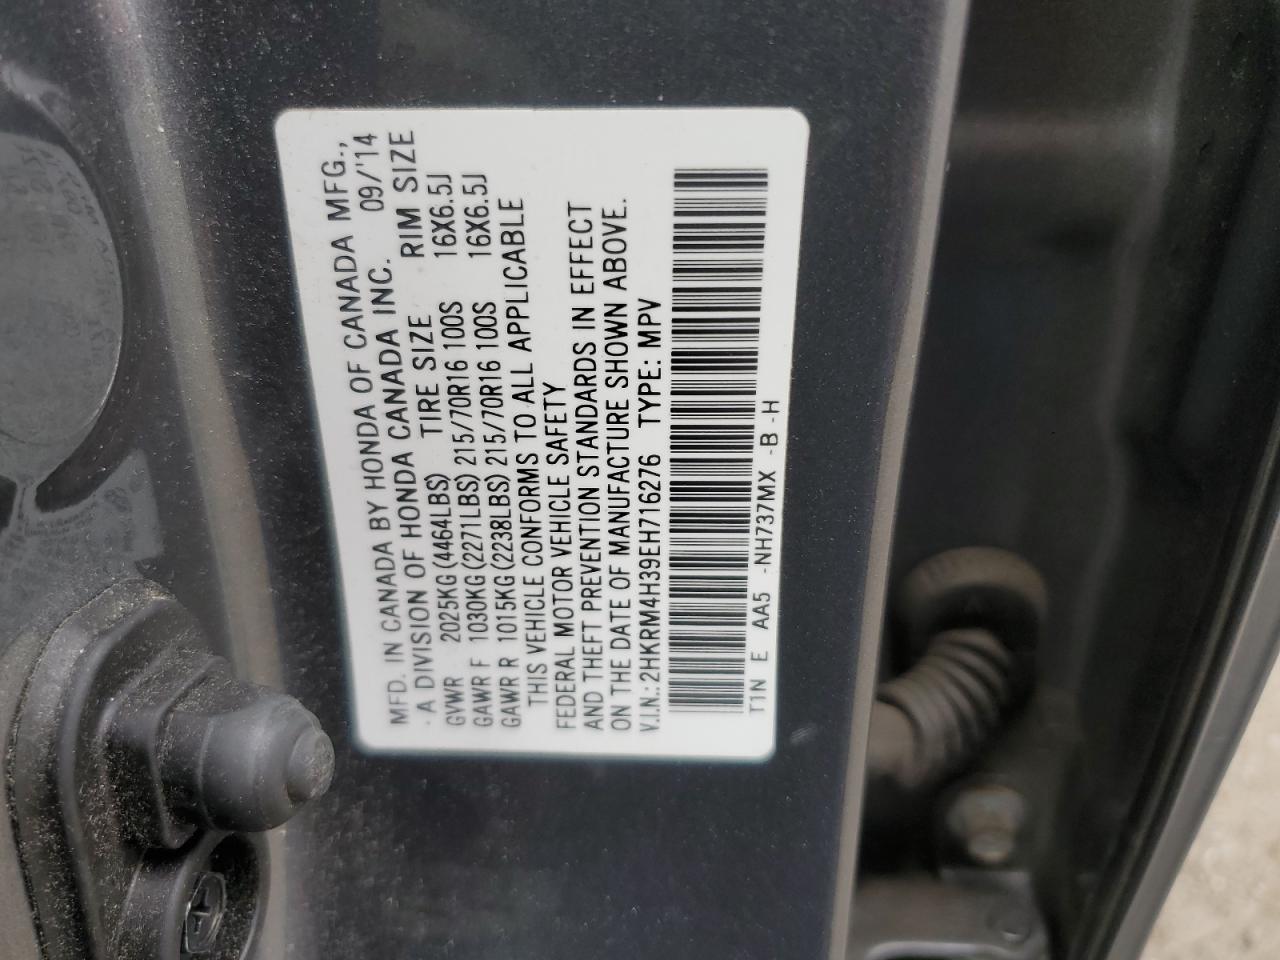 MFD. IN CANADA BY HONDA OF CANADA MFG.,
- A DIVISION OF HONDA CANADA INC. 09/'14
GVWR 2025KG(4464LBS) TIRE SIZE RIM SIZE
GAWR F 1030KG(2271LBS) 215/70R16 100S 16X6.5J
GAWR R 1015KG(2238LBS) 215/70R16 100S 16X6.5J
THIS VEHICLE CONFORMS TO ALL APPLICABLE
FEDERAL MOTOR VEHICLE SAFETY
AND THEFT PREVENTION STANDARDS IN EFFECT
ON THE DATE OF MANUFACTURE SHOWN ABOVE.
V.I.N.: 2HKRM4H39EH716276 TYPE: MPV
T1N E AA5 -NH737MX -B -H